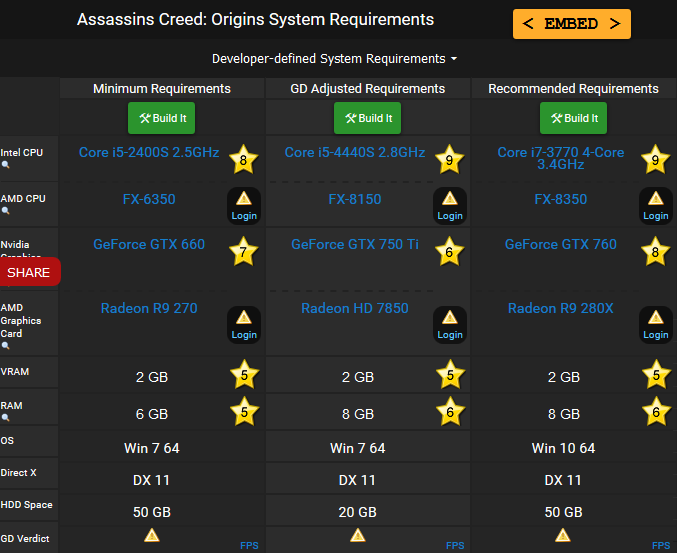 Assassins Creed: Origins System Requirements
< EMBED >
Developer-defined System Requirements
Minimum Requirements GD Adjusted Requirements Recommended Requirements
Build It Build It Build It
Intel CPU Core i5-2400S 2.5GHz 8 Core i5-4440S 2.8GHz 9 Core i7-3770 4-Core 3.4GHz 9
AMD CPU FX-6350 Login FX-8150 Login FX-8350 Login
Nvidia GeForce GTX 660 7 GeForce GTX 750 Ti 6 GeForce GTX 760 8
SHARE
AMD Graphics Card Radeon R9 270 Login Radeon HD 7850 Login Radeon R9 280X Login
VRAM 2 GB 5 2 GB 5 2 GB 5
RAM 6 GB 5 8 GB 6 8 GB 6
OS Win 7 64 Win 7 64 Win 10 64
Direct X DX 11 DX 11 DX 11
HDD Space 50 GB 20 GB 50 GB
GD Verdict FPS FPS FPS